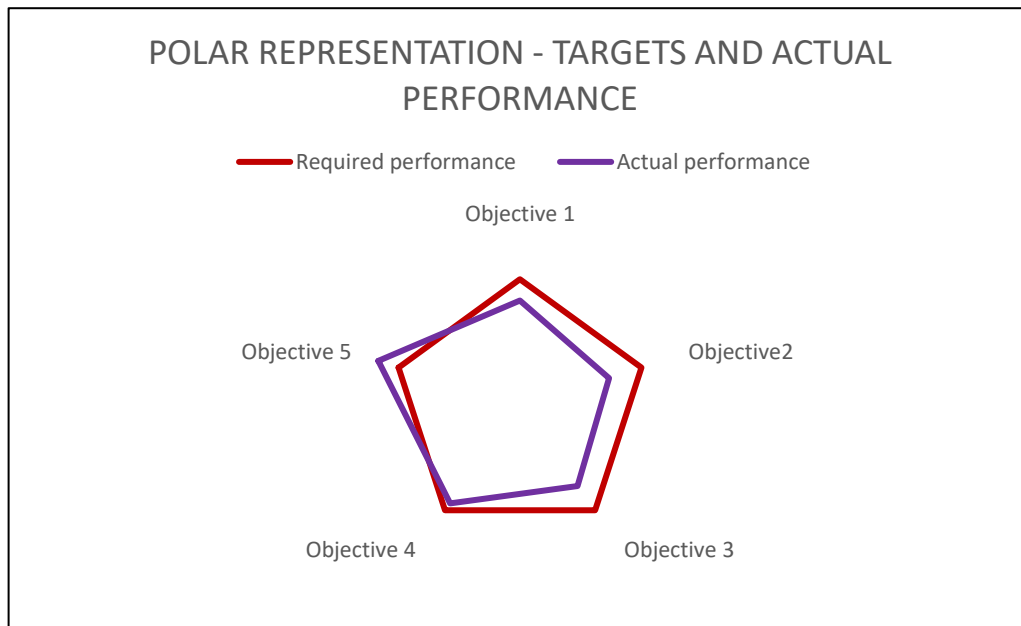 POLAR REPRESENTATION - TARGETS AND ACTUAL
PERFORMANCE
Required performance
Actual performance
Objective 1
Objective2
Objective 3
Objective 4
Objective 5